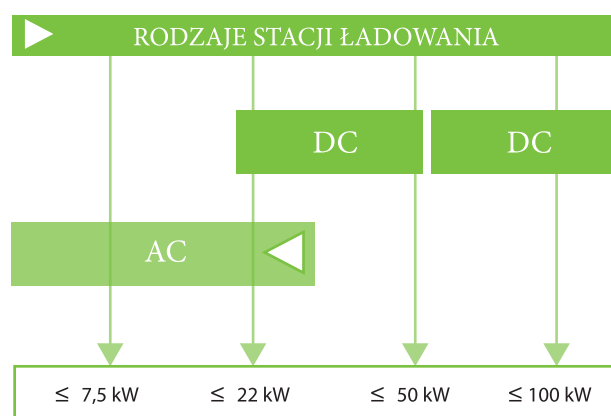 RODZAJE STACJI ŁADOWANIA
DC DC
AC
≤ 7,5 kW ≤ 22 kW ≤ 50 kW ≤ 100 kW